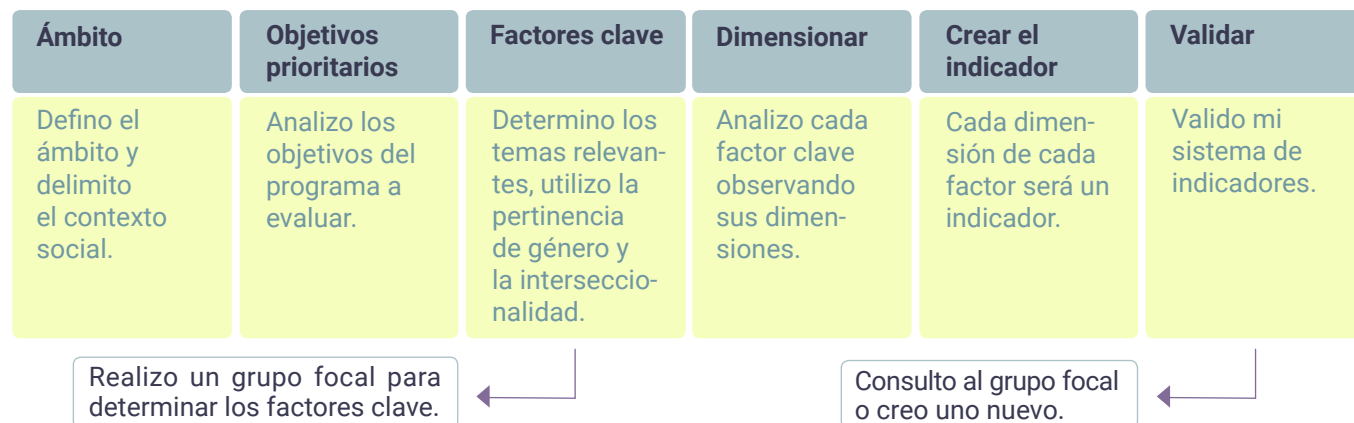 Ámbito
Defino el
ámbito y
delimito
el contexto
social.
Objetivos
prioritarios
Analizo los
objetivos del
programa a
evaluar.
Factores clave
Determino los
temas relevan-
tes, utilizo la
pertinencia
de género y
la interseccio-
nalidad.
Dimensionar
Analizo cada
factor clave
observando
sus dimen-
siones.
Crear el
indicador
Cada dimen-
sión de cada
factor será un
indicador.
Validar
Valido mi
sistema de
indicadores.
Realizo un grupo focal para
determinar los factores clave.
Consulto al grupo focal
o creo uno nuevo.